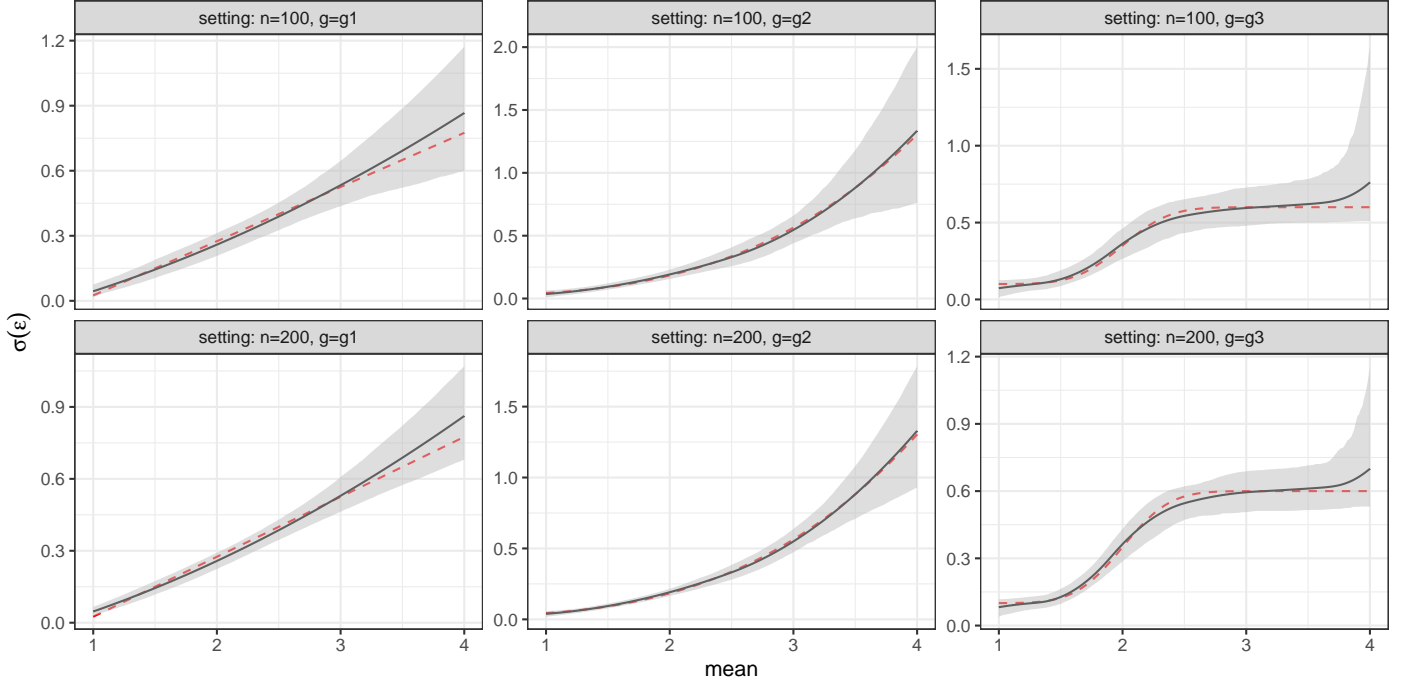 setting: n=100, g=g1
setting: n=100, g=g2
setting: n=100, g=g3
1.2
0.9
0.6
0.3
0.0
2.0
1.5
1.0
0.5
0.0
1.5
1.0
0.5
0.0
σ(ε)
setting: n=200, g=g1
setting: n=200, g=g2
setting: n=200, g=g3
0.9
0.6
0.3
0.0
1.5
1.0
0.5
0.0
1.2
0.9
0.6
0.3
0.0
1 2 3 4
1 2 3 4
1 2 3 4
mean